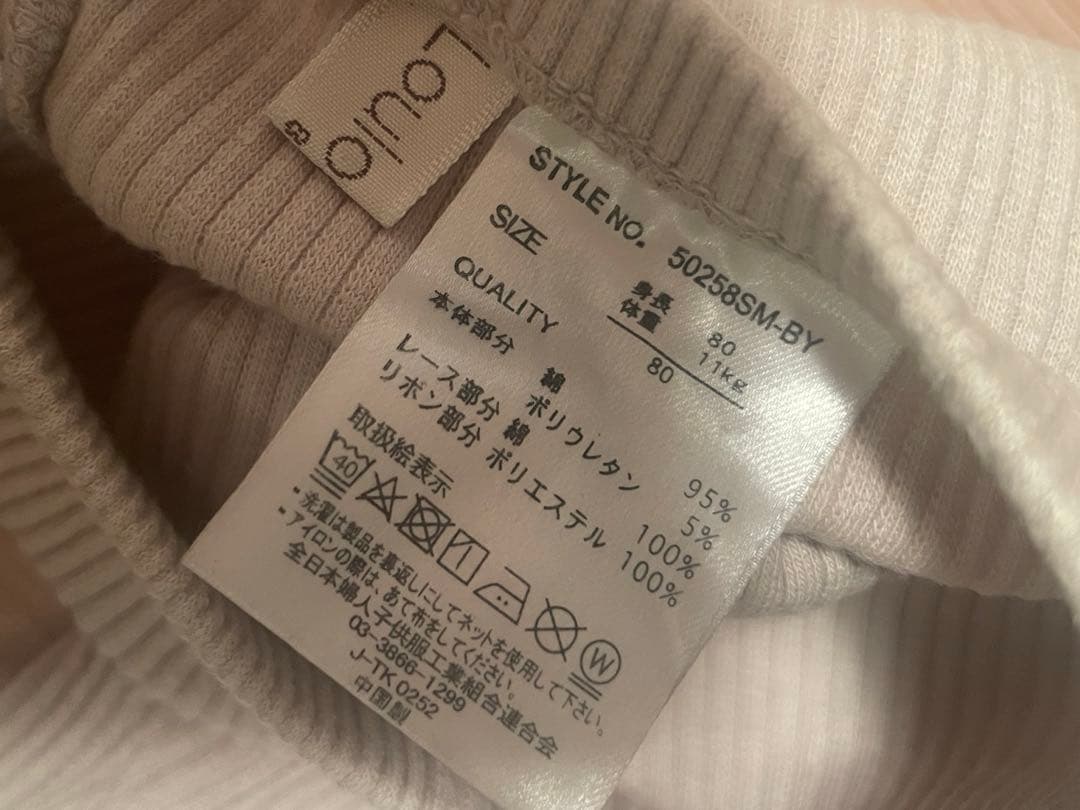 Louilo
80
STYLE NO. 50258SM-BY
SIZE 身長 80
体重 11kg
80
QUALITY
本体部分 綿 95%
ポリウレタン 5%
レース部分 綿 100%
リボン部分 ポリエステル 100%
取扱絵表示
40
W
・洗濯は製品を裏返しにしてネットを使用して下さい。
・アイロンの際は、あて布をしてください。
全日本婦人子供服工業組合連合会
03-3866-1299
J-TK 0252
中国製